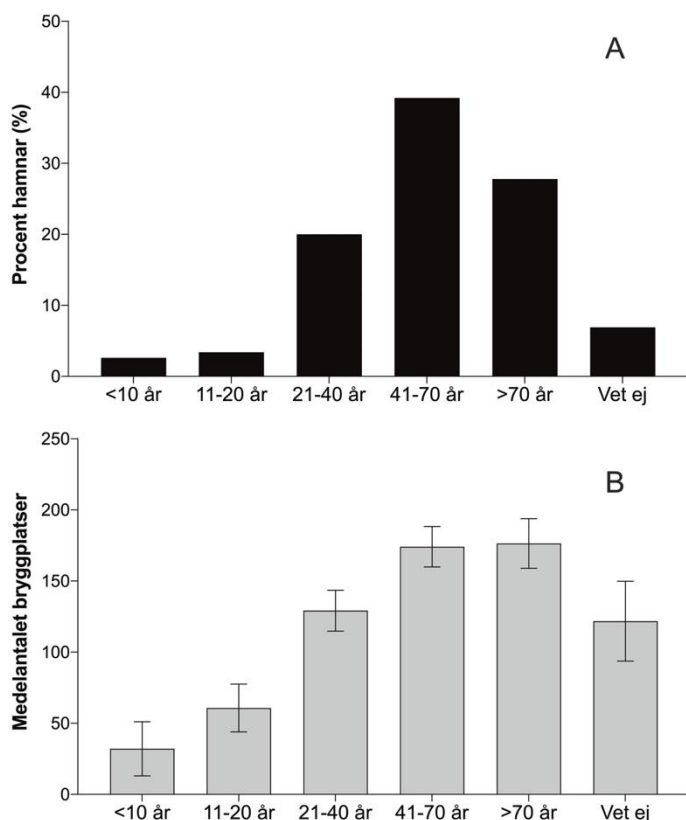 A
Procent hamnar (%)
50
40
30
20
10
0
<10 år 11-20 år 21-40 år 41-70 år >70 år Vet ej
B
Medelantalet bryggplatser
250
200
150
100
50
0
<10 år 11-20 år 21-40 år 41-70 år >70 år Vet ej